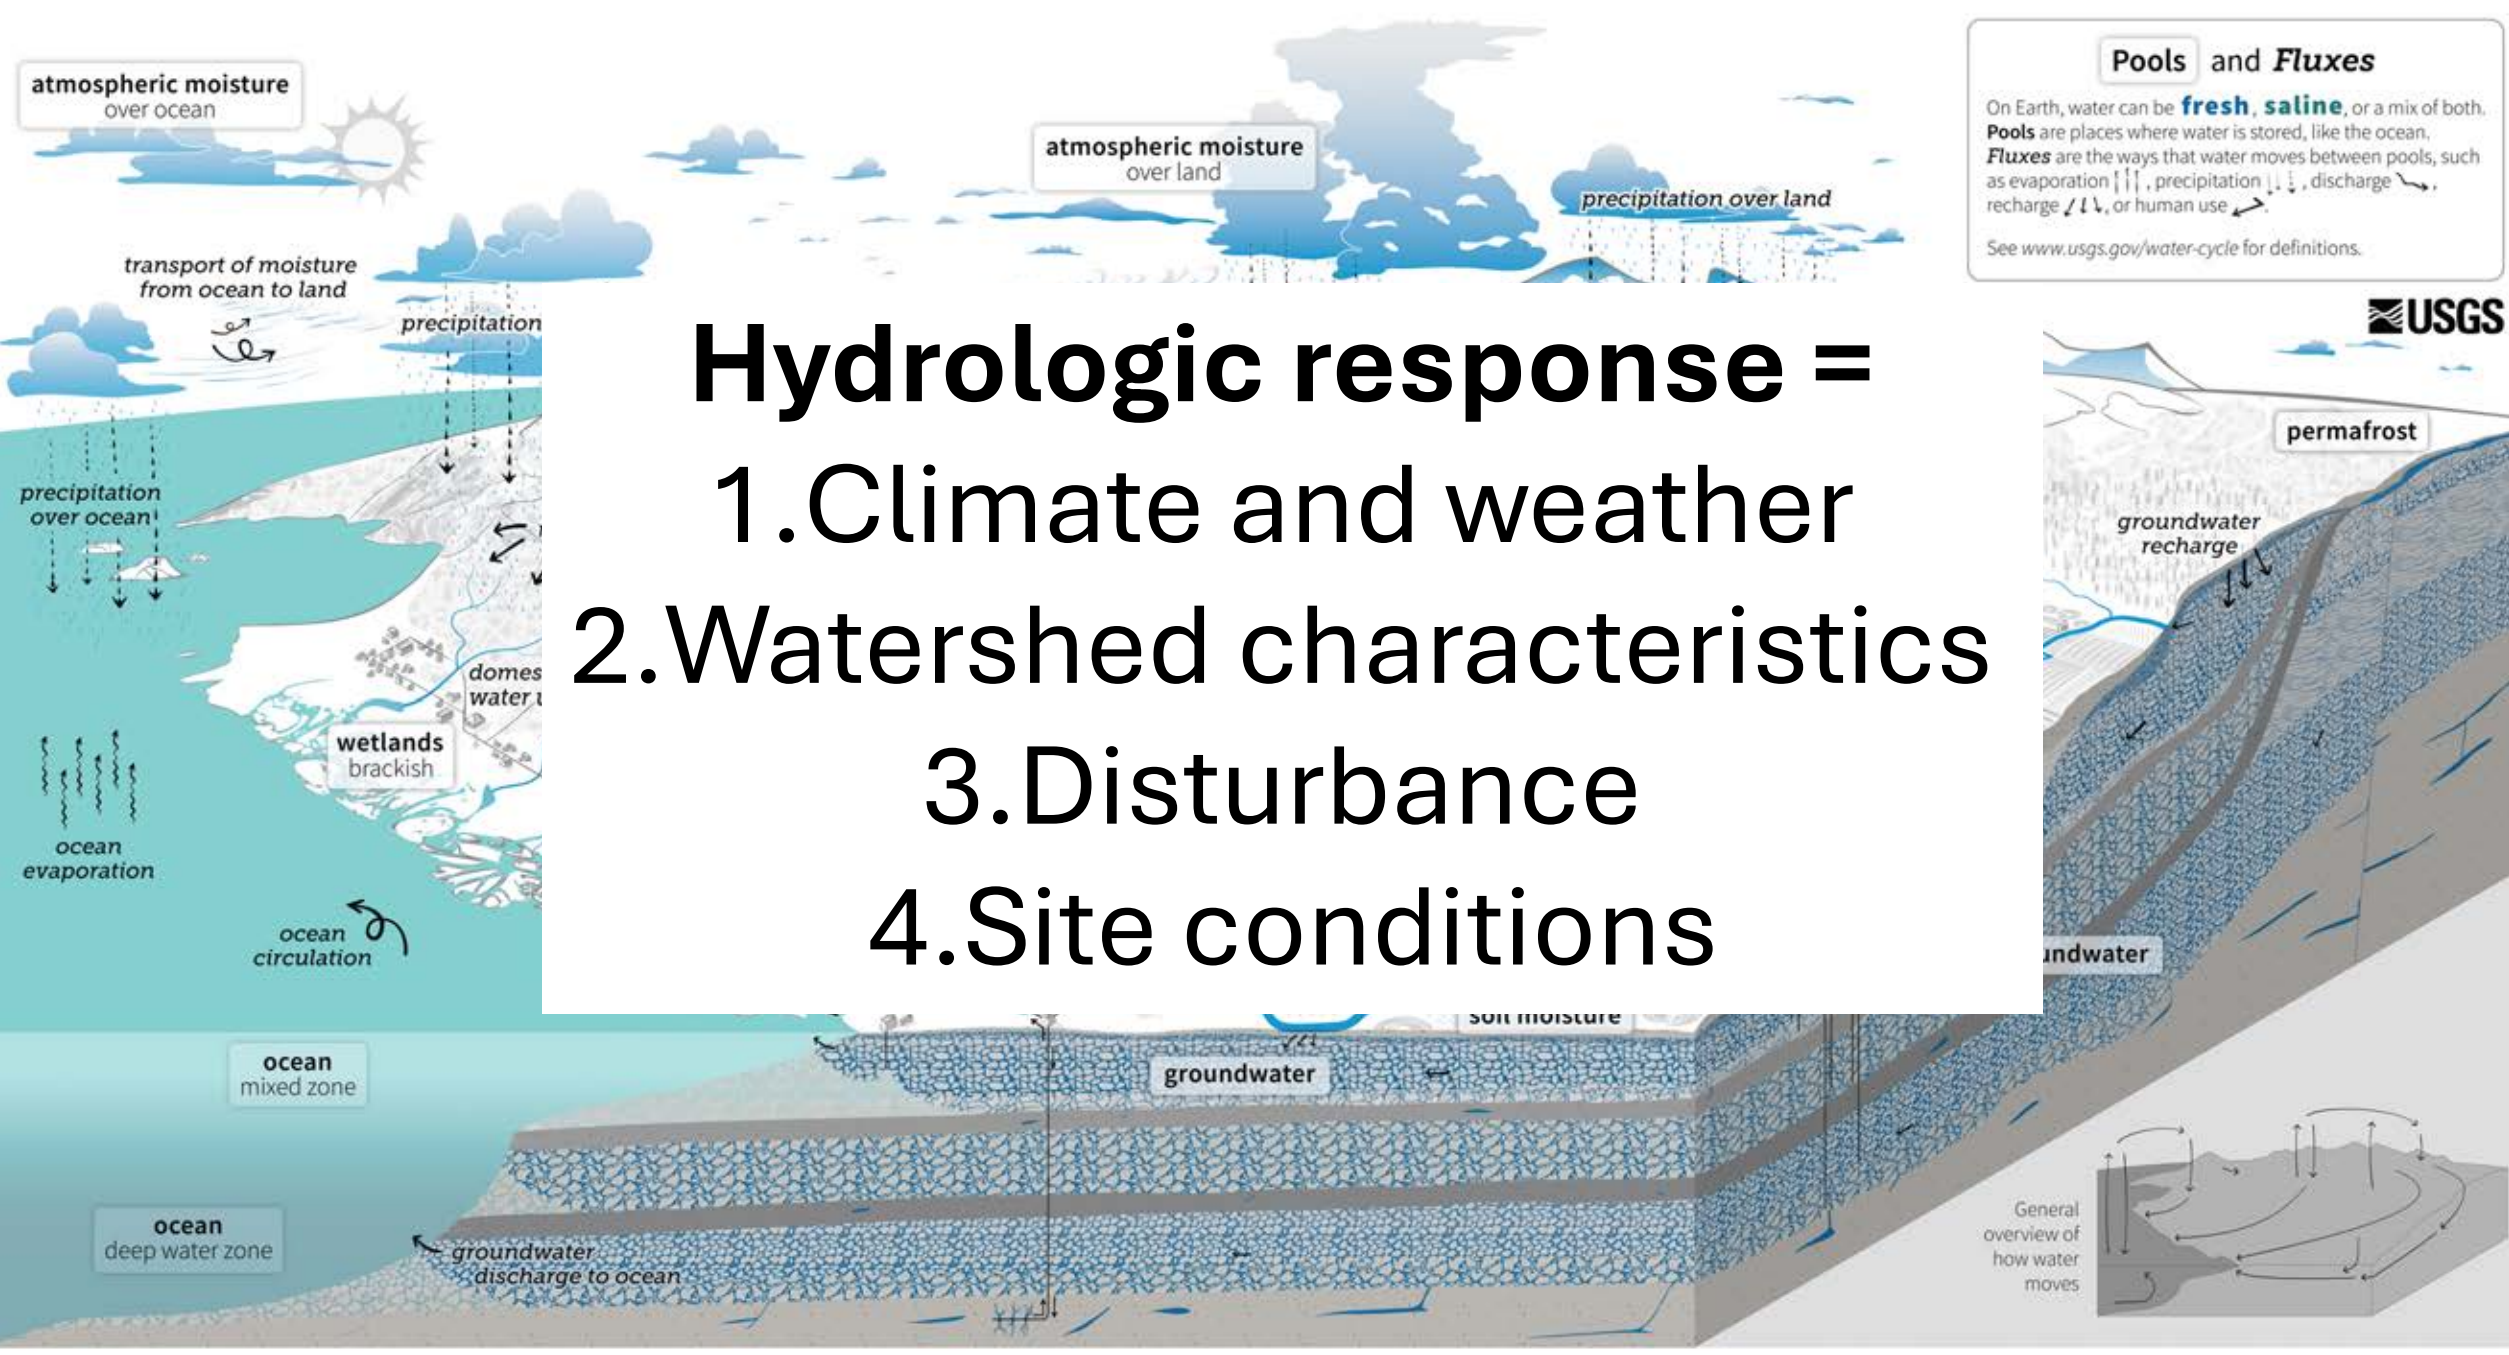 atmospheric moisture
over ocean
atmospheric moisture
over land
precipitation over land
Pools and Fluxes
On Earth, water can be fresh, saline, or a mix of both.
Pools are places where water is stored, like the ocean.
Fluxes are the ways that water moves between pools, such
as evaporation, precipitation, discharge,
recharge, or human use.
See www.usgs.gov/water-cycle for definitions.
USGS
transport of moisture
from ocean to land
precipitation
Hydrologic response =
1.Climate and weather
2.Watershed characteristics
3.Disturbance
4.Site conditions
permafrost
groundwater
recharge
precipitation
over ocean
domes
water
wetlands
brackish
ocean
evaporation
ocean
circulation
undwater
soil moisture
groundwater
ocean
mixed zone
ocean
deep water zone
groundwater
discharge to ocean
General
overview of
how water
moves